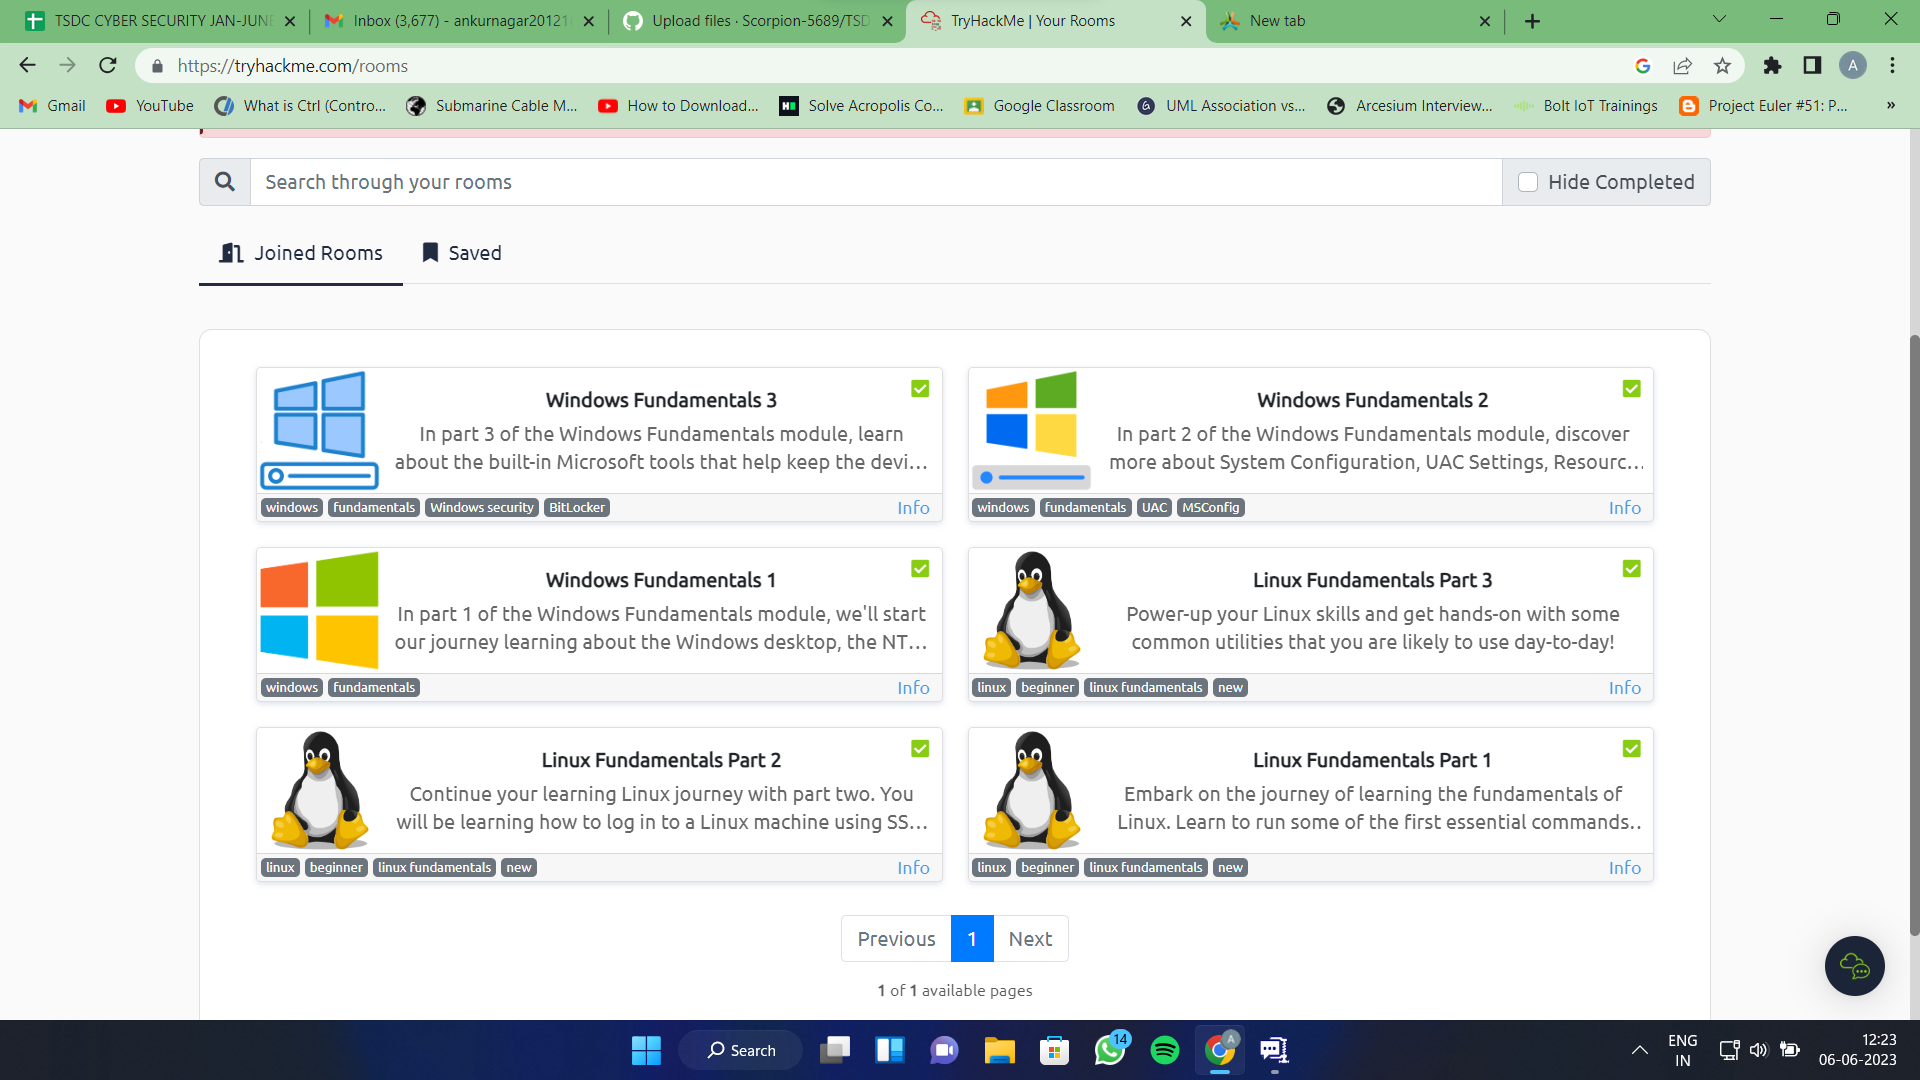 TSDC CYBER SECURITY JAN-JUNE
Inbox (3,677) - ankurnagar20121
Upload files · Scorpion-5689/TSD
TryHackMe | Your Rooms
New tab
https://tryhackme.com/rooms
A
Gmail
YouTube
What is Ctrl (Contro...
Submarine Cable M...
How to Download...
Solve Acropolis Co...
Google Classroom
UML Association vs...
Arcesium Interview...
Bolt IoT Trainings
Project Euler #51: P...
»
Search through your rooms
Hide Completed
Joined Rooms
Saved
Windows Fundamentals 3
In part 3 of the Windows Fundamentals module, learn
about the built-in Microsoft tools that help keep the devi...
windows fundamentals Windows security BitLocker
Info
Windows Fundamentals 2
In part 2 of the Windows Fundamentals module, discover
more about System Configuration, UAC Settings, Resourc...
windows fundamentals UAC MSConfig
Info
Windows Fundamentals 1
In part 1 of the Windows Fundamentals module, we'll start
our journey learning about the Windows desktop, the NT...
windows fundamentals
Info
Linux Fundamentals Part 3
Power-up your Linux skills and get hands-on with some
common utilities that you are likely to use day-to-day!
linux beginner linux fundamentals new
Info
Linux Fundamentals Part 2
Continue your learning Linux journey with part two. You
will be learning how to log in to a Linux machine using SS...
linux beginner linux fundamentals new
Info
Linux Fundamentals Part 1
Embark on the journey of learning the fundamentals of
Linux. Learn to run some of the first essential commands..
linux beginner linux fundamentals new
Info
Previous 1 Next
1 of 1 available pages
Search
14
A
ENG
IN
12:23
06-06-2023